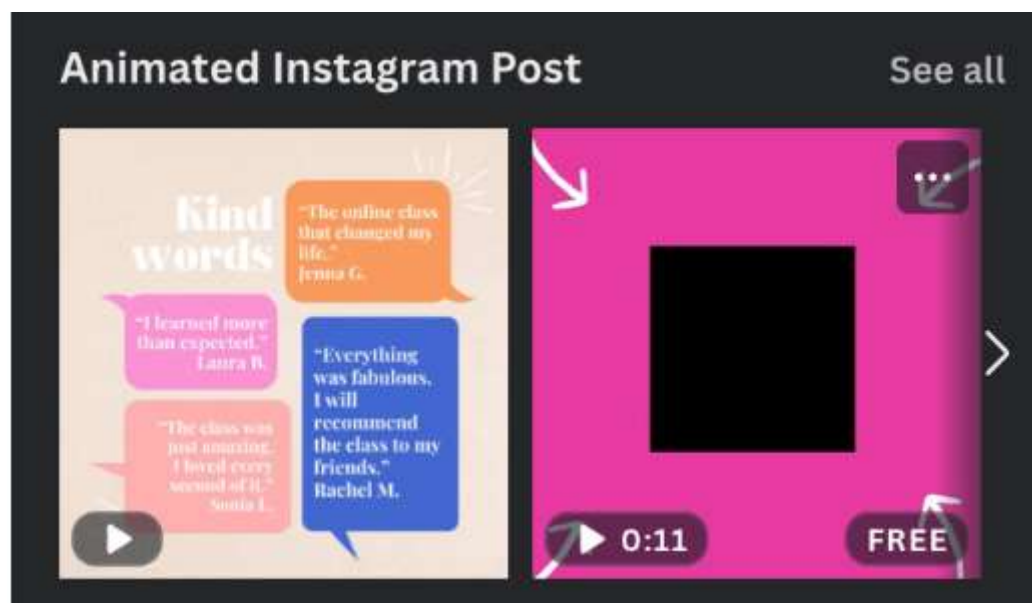 Animated Instagram Post
See all
Kind
words
“The online class
that changed my
life.”
Jenna G.
“I learned more
than expected.”
Laura B.
“Everything
was fabulous.
I will
recommend
the class to my
friends.”
Rachel M.
“The class was
just amazing.
I loved every
second of it.”
Sonia L.
0:11
FREE